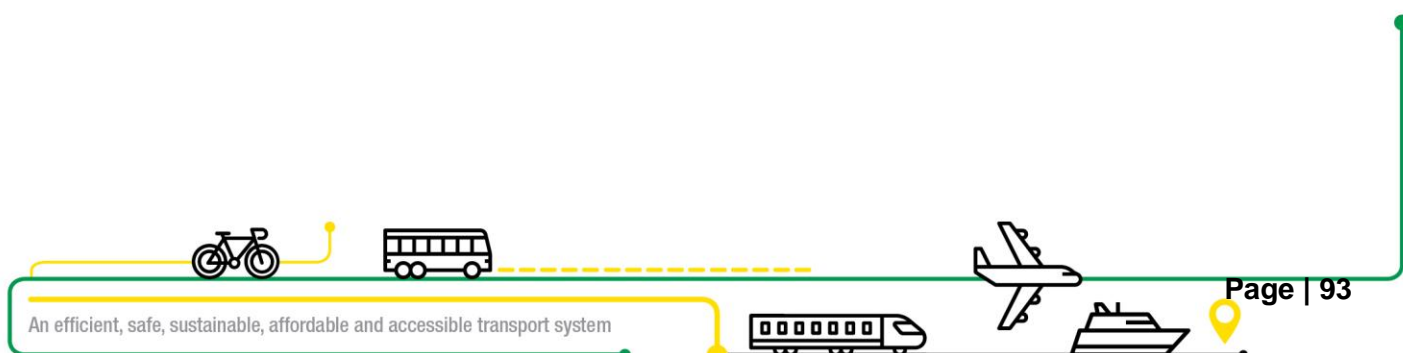 Page | 93
An efficient, safe, sustainable, affordable and accessible transport system